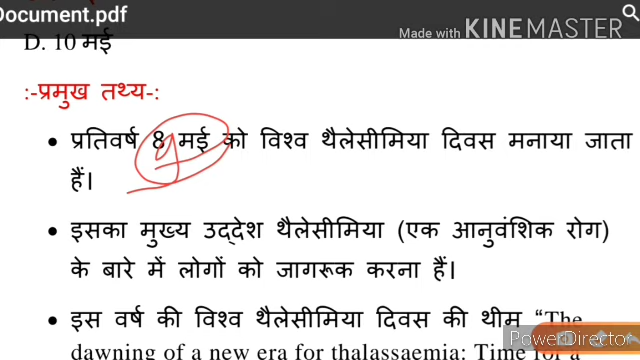 Document.pdf
Made with KINEMASTER
D. 10 मई
:-प्रमुख तथ्य-:
• प्रतिवर्ष 8 मई को विश्व थैलेसीमिया दिवस मनाया जाता
हैं।
• इसका मुख्य उद्देश थैलेसीमिया (एक आनुवंशिक रोग)
के बारे में लोगों को जागरूक करना हैं।
• इस वर्ष की विश्व थैलेसीमिया दिवस की थीम “The
PowerDirector
dawning of a new era for thalassaemia: Time for a